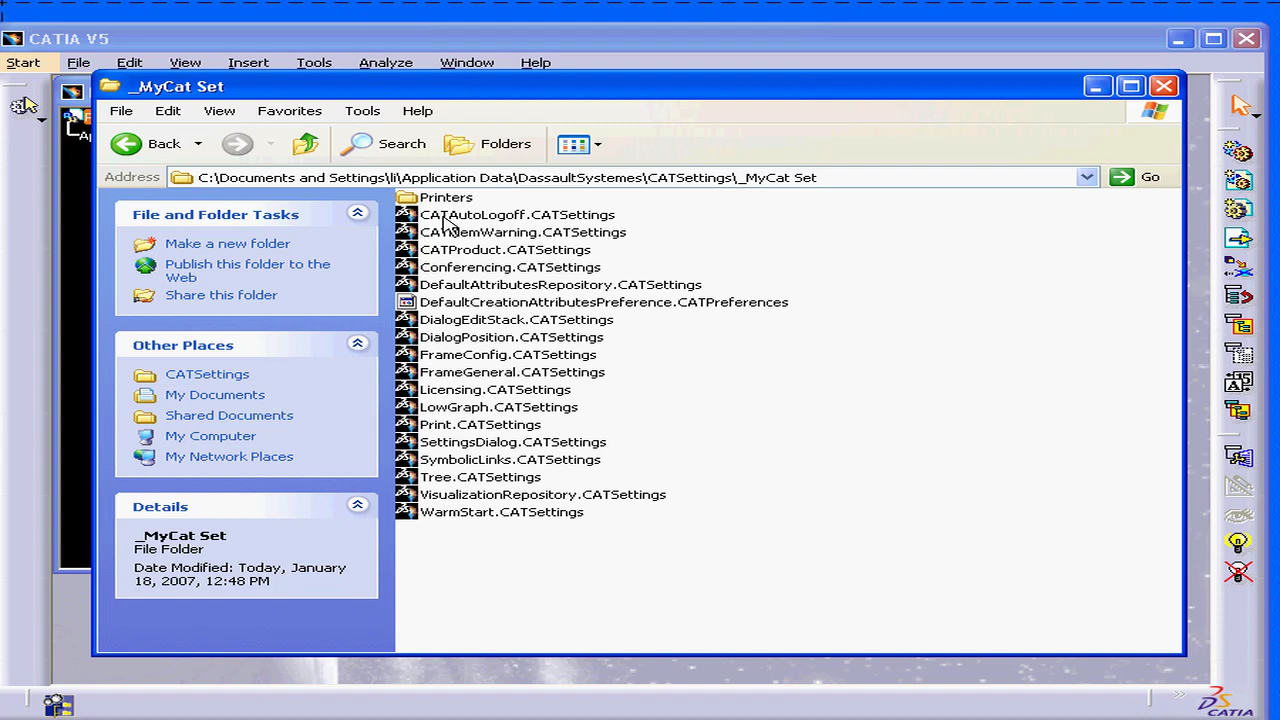 CATIA V5
Start File Edit View Insert Tools Analyze Window Help
_MyCat Set
File Edit View Favorites Tools Help
Back Search Folders
Address C:\Documents and Settings\li\Application Data\DassaultSystemes\CATSettings\_MyCat Set Go
File and Folder Tasks
Make a new folder
Publish this folder to the
Web
Share this folder
Other Places
CATSettings
My Documents
Shared Documents
My Computer
My Network Places
Details
_MyCat Set
File Folder
Date Modified: Today, January
18, 2007, 12:48 PM
Printers
CATAutoLogoff.CATSettings
CATProduct.CATSettings
Conferencing.CATSettings
DefaultAttributesRepository.CATSettings
DefaultCreationAttributesPreference.CATPreferences
DialogEditStack.CATSettings
DialogPosition.CATSettings
FrameConfig.CATSettings
FrameGeneral.CATSettings
Licensing.CATSettings
LowGraph.CATSettings
Print.CATSettings
SettingsDialog.CATSettings
SymbolicLinks.CATSettings
Tree.CATSettings
VisualizationRepository.CATSettings
WarmStart.CATSettings
CATIA